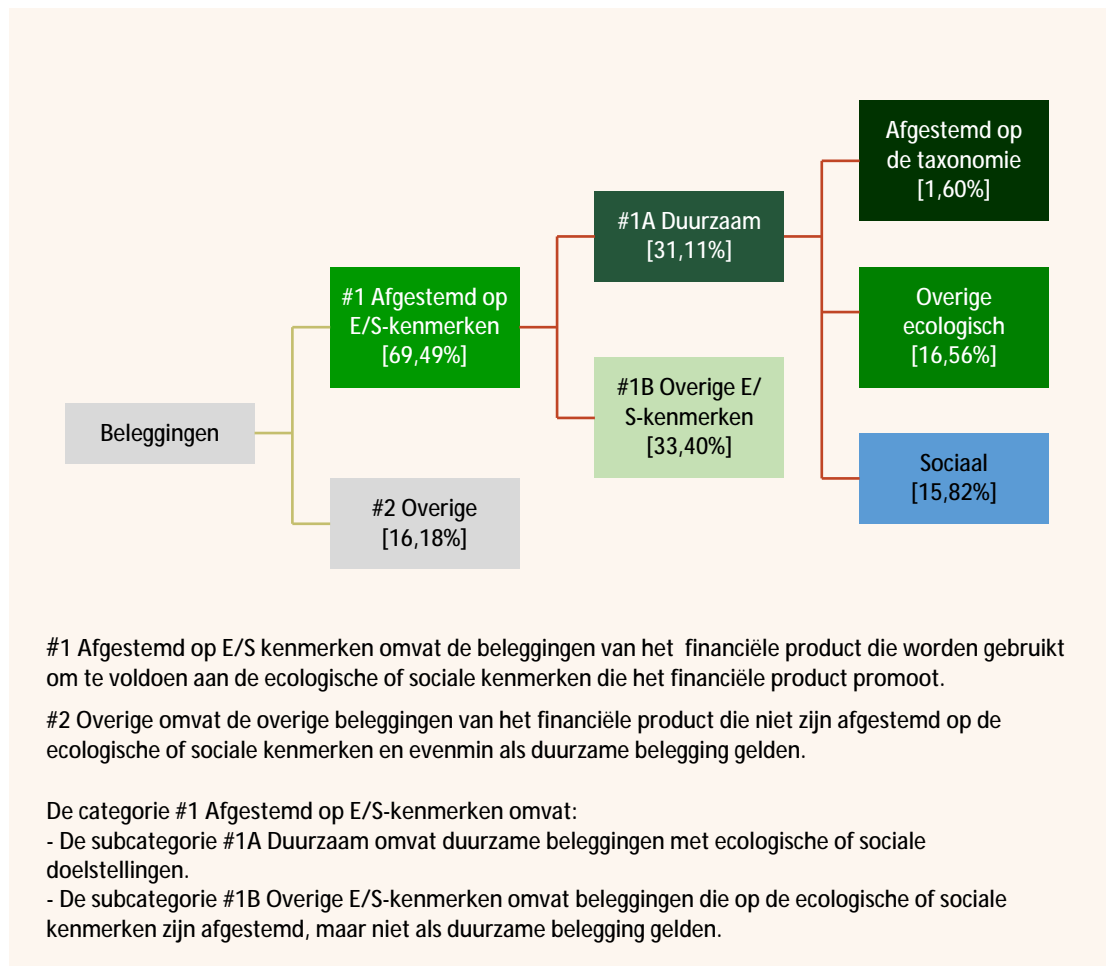 Afgestemd op
de taxonomie
[1,60%]
#1A Duurzaam
[31,11%]
#1 Afgestemd op
E/S-kenmerken
[69,49%]
Overige
ecologisch
[16,56%]
#1B Overige E/
S-kenmerken
[33,40%]
Beleggingen
Sociaal
[15,82%]
#2 Overige
[16,18%]
#1 Afgestemd op E/S kenmerken omvat de beleggingen van het financiële product die worden gebruikt
om te voldoen aan de ecologische of sociale kenmerken die het financiële product promoot.
#2 Overige omvat de overige beleggingen van het financiële product die niet zijn afgestemd op de
ecologische of sociale kenmerken en evenmin als duurzame belegging gelden.
De categorie #1 Afgestemd op E/S-kenmerken omvat:
- De subcategorie #1A Duurzaam omvat duurzame beleggingen met ecologische of sociale
doelstellingen.
- De subcategorie #1B Overige E/S-kenmerken omvat beleggingen die op de ecologische of sociale
kenmerken zijn afgestemd, maar niet als duurzame belegging gelden.